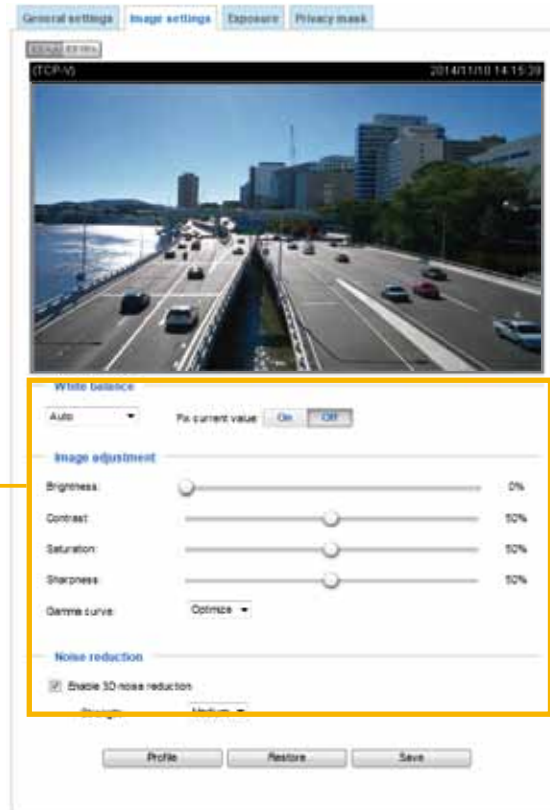 General settings Image settings Exposure Privacy mask
(TCP-V) 2014/11/10 14:15:39
White balance
Auto Fix current value: On Off
Image adjustment
Brightness: 0%
Contrast: 50%
Saturation: 50%
Sharpness: 50%
Gamma curve: Optimize
Noise reduction
Enable 3D noise reduction
Strength: Medium
Profile Restore Save